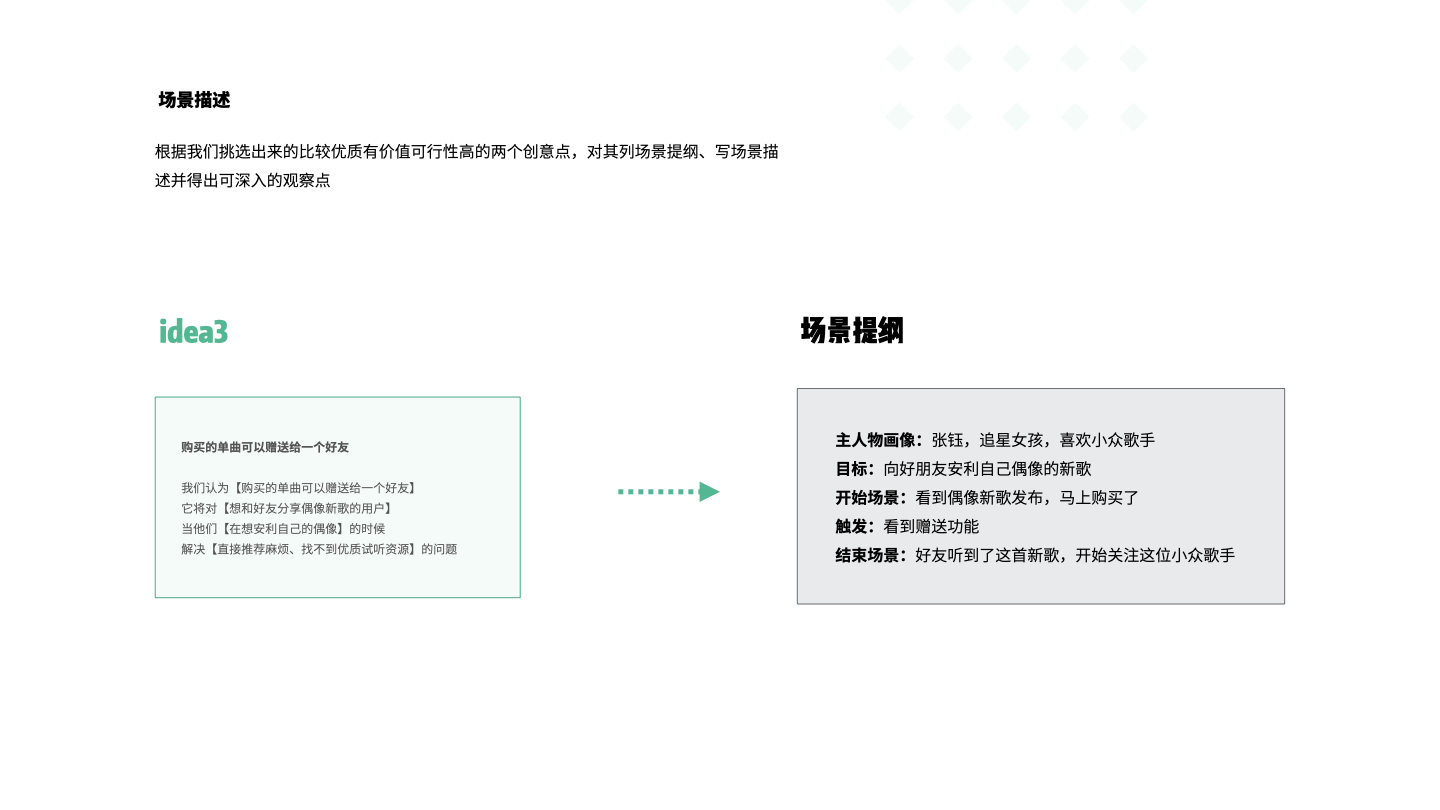 场景描述
根据我们挑选出来的比较优质有价值可行性高的两个创意点，对其列场景提纲、写场景描
述并得出可深入的观察点
idea3
购买的单曲可以赠送给一个好友
我们认为【购买的单曲可以赠送给一个好友】
它将对【想和好友分享偶像新歌的用户】
当他们【在想安利自己的偶像】的时候
解决【直接推荐麻烦、找不到优质试听资源】的问题
场景提纲
主人物画像：张钰，追星女孩，喜欢小众歌手
目标：向好朋友安利自己偶像的新歌
开始场景：看到偶像新歌发布，马上购买了
触发：看到赠送功能
结束场景：好友听到了这首新歌，开始关注这位小众歌手